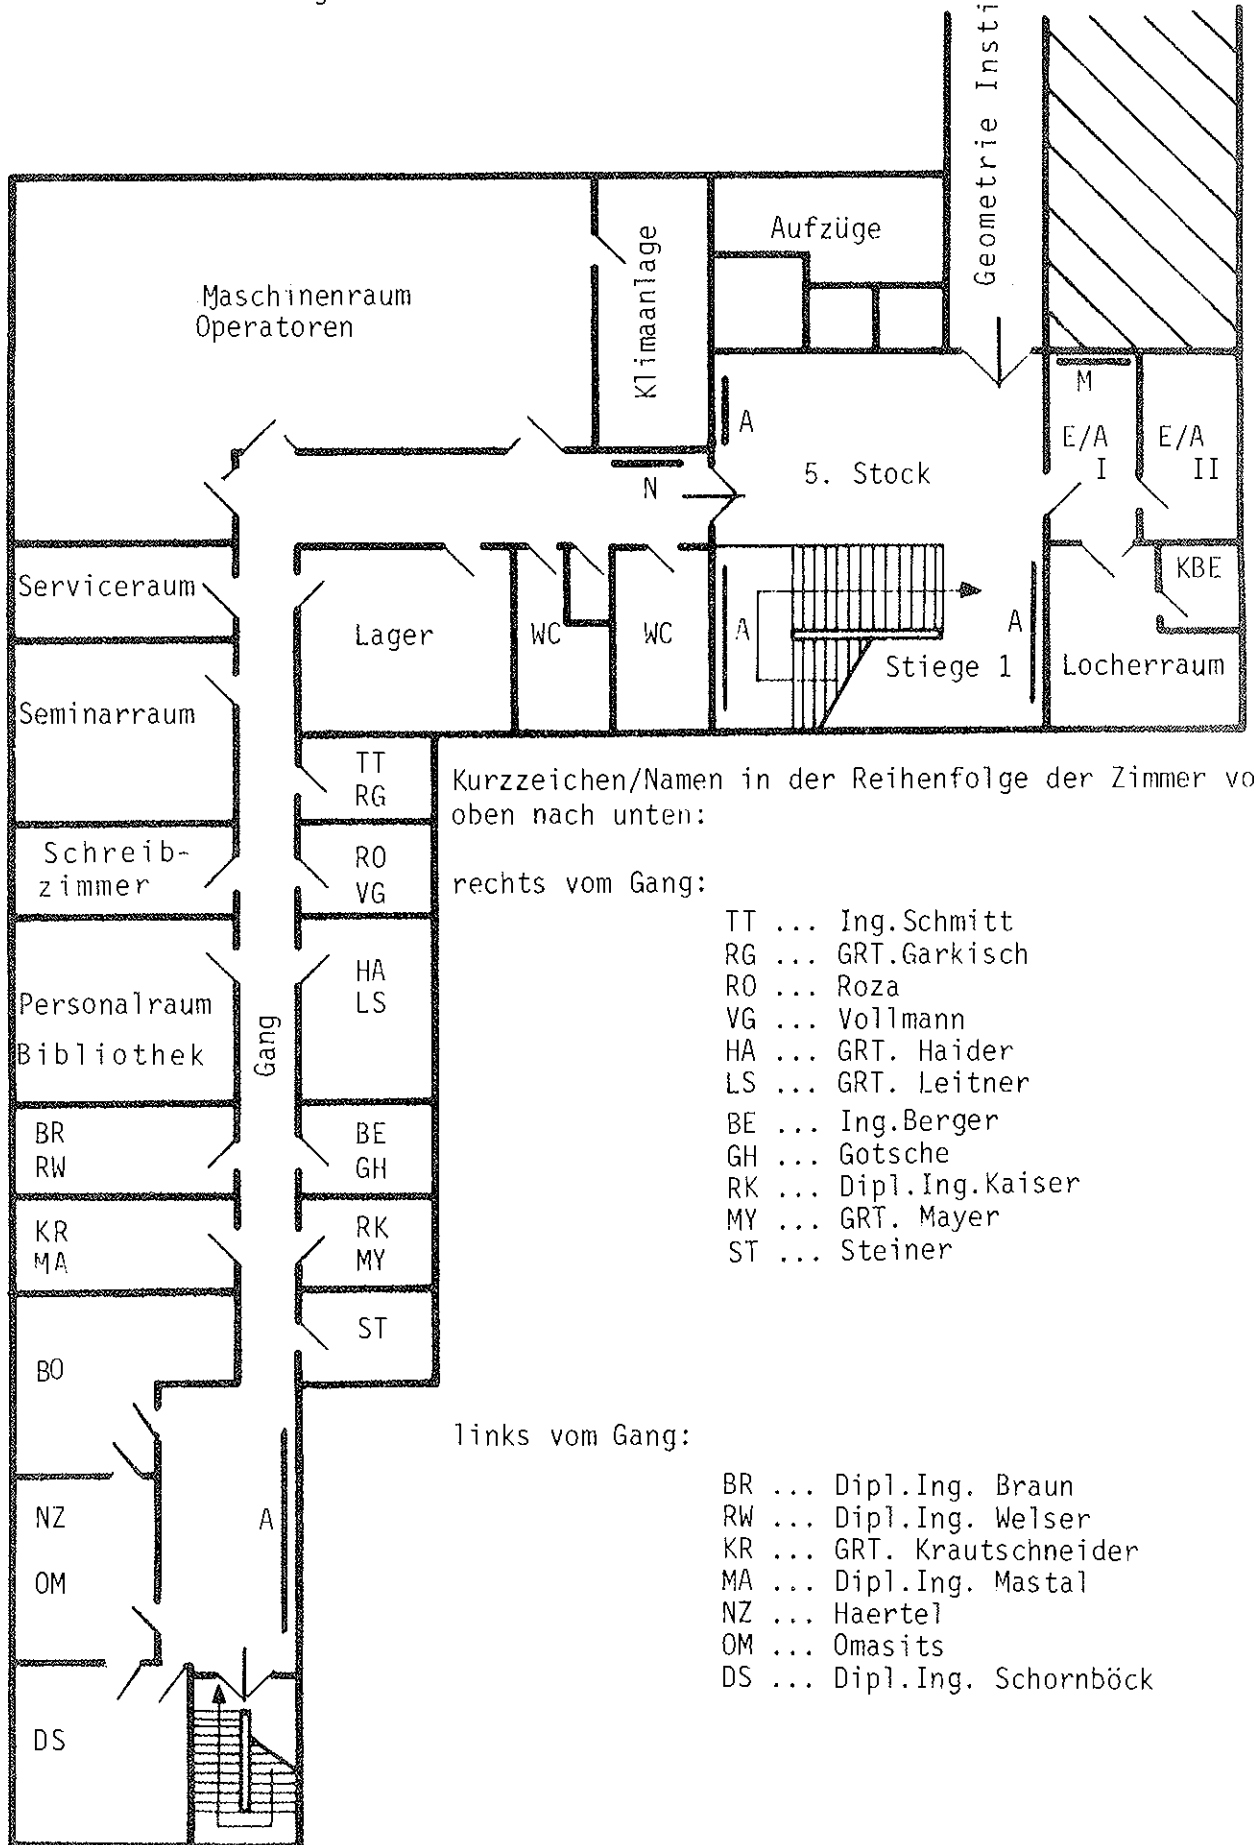 Geometrie Insti
Aufzüge
Klimaanlage
Maschinenraum
Operatoren
M
A
E/A
I
E/A
II
5. Stock
N
KBE
Serviceraum
Lager
WC
WC
A
A
Stiege 1
Locherraum
Seminarraum
TT
RG
Kurzzeichen/Namen in der Reihenfolge der Zimmer vo
oben nach unten:
Schreib-
zimmer
RO
VG
rechts vom Gang:
TT ... Ing.Schmitt
RG ... GRT.Garkisch
RO ... Roza
VG ... Vollmann
HA ... GRT. Haider
LS ... GRT. Leitner
BE ... Ing.Berger
GH ... Gotsche
RK ... Dipl.Ing.Kaiser
MY ... GRT. Mayer
ST ... Steiner
HA
LS
Personalraum
Bibliothek
Gang
BR
RW
BE
GH
KR
MA
RK
MY
ST
BO
links vom Gang:
BR ... Dipl.Ing. Braun
RW ... Dipl.Ing. Welser
KR ... GRT. Krautschneider
MA ... Dipl.Ing. Mastal
NZ ... Haertel
OM ... Omasits
DS ... Dipl.Ing. Schornböck
NZ
OM
A
DS